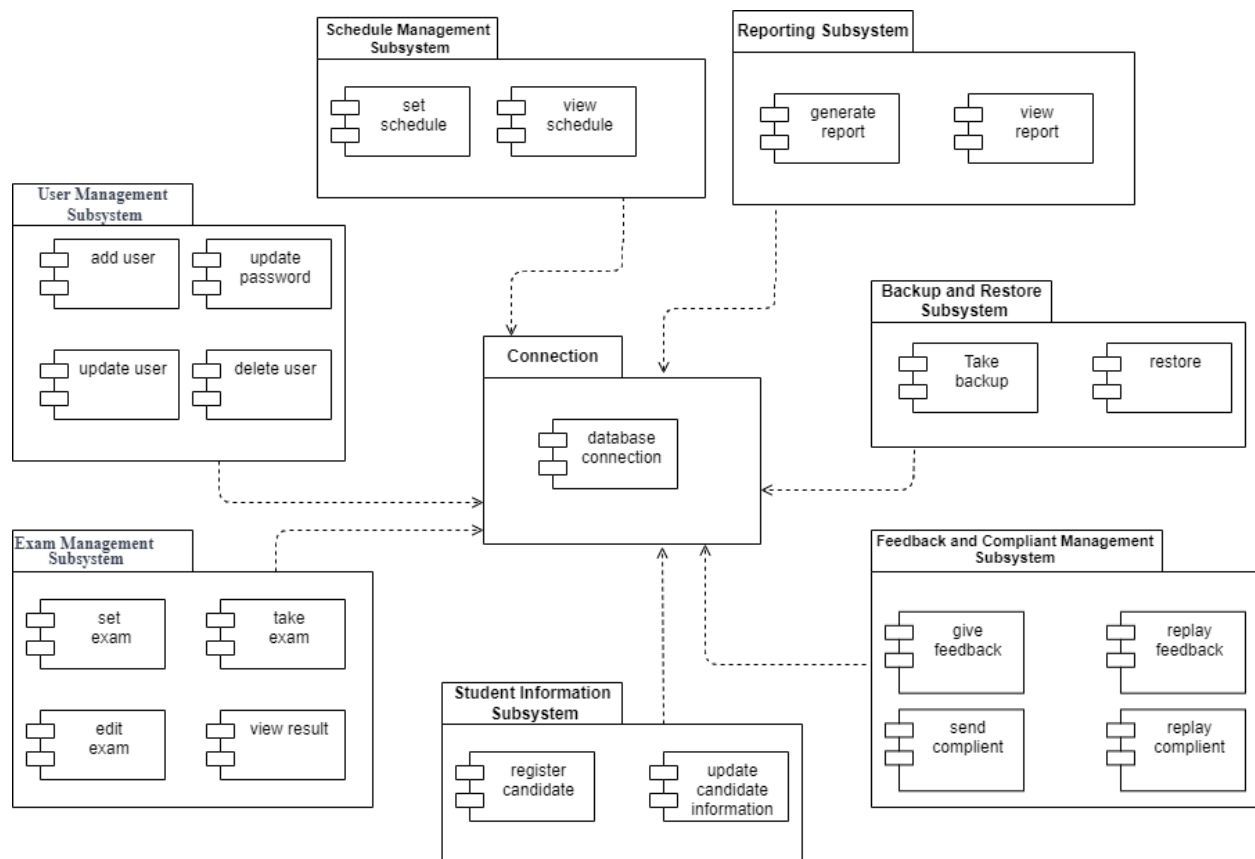 Schedule Management
Subsystem
set
schedule
view
schedule
Reporting Subsystem
generate
report
view
report
User Management
Subsystem
add user
update
password
update user
delete user
Connection
database
connection
Backup and Restore
Subsystem
Take
backup
restore
Exam Management
Subsystem
set
exam
take
exam
edit
exam
view result
Student Information
Subsystem
register
candidate
update
candidate
information
Feedback and Compliant Management
Subsystem
give
feedback
replay
feedback
send
complient
replay
complient